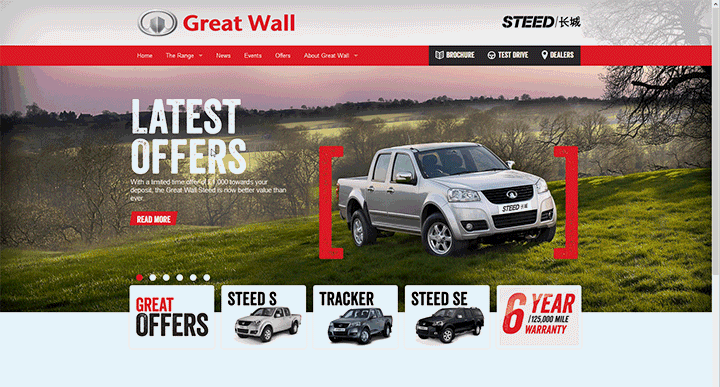 Great Wall
STEED/长城
Home The Range News Events Offers About Great Wall
BROCHURE TEST DRIVE DEALERS
LATEST
OFFERS
With a limited time offer of £1,000 towards your
deposit, the Great Wall Steed is now better value than
ever.
READ MORE
STEED 长城
GREAT
OFFERS
STEED S
TRACKER
STEED SE
6 YEAR
/125,000 MILE
WARRANTY